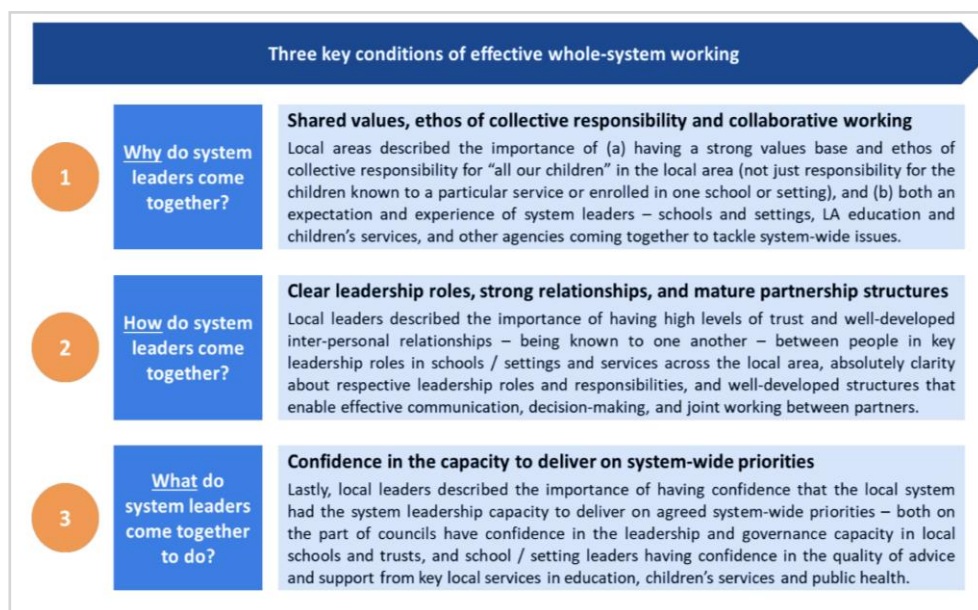 Three key conditions of effective whole-system working
1
Why do system
leaders come
together?
Shared values, ethos of collective responsibility and collaborative working
Local areas described the importance of (a) having a strong values base and ethos of
collective responsibility for “all our children” in the local area (not just responsibility for the
children known to a particular service or enrolled in one school or setting), and (b) both an
expectation and experience of system leaders – schools and settings, LA education and
children’s services, and other agencies coming together to tackle system-wide issues.
2
How do system
leaders come
together?
Clear leadership roles, strong relationships, and mature partnership structures
Local leaders described the importance of having high levels of trust and well-developed
inter-personal relationships – being known to one another – between people in key
leadership roles in schools / settings and services across the local area, absolutely clarity
about respective leadership roles and responsibilities, and well-developed structures that
enable effective communication, decision-making, and joint working between partners.
3
What do
system leaders
come together
to do?
Confidence in the capacity to deliver on system-wide priorities
Lastly, local leaders described the importance of having confidence that the local system
had the system leadership capacity to deliver on agreed system-wide priorities – both on
the part of councils have confidence in the leadership and governance capacity in local
schools and trusts, and school / setting leaders having confidence in the quality of advice
and support from key local services in education, children’s services and public health.